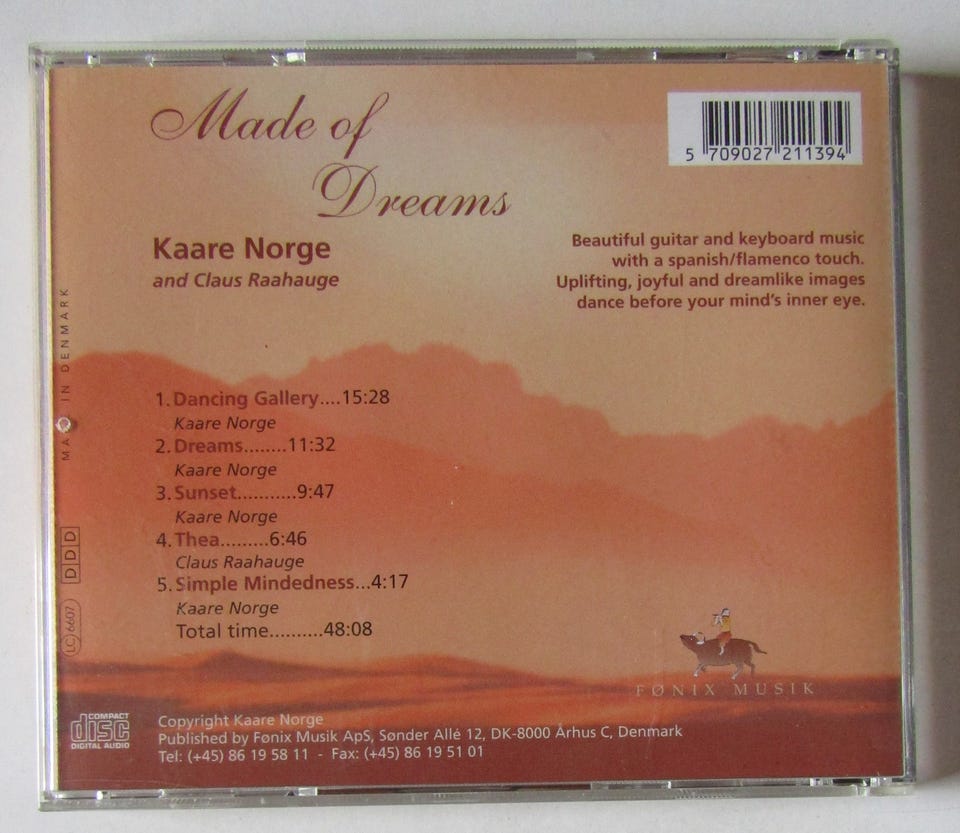 Made of
Dreams
5 709027 211394
Kaare Norge
and Claus Raahauge
Beautiful guitar and keyboard music
with a spanish/flamenco touch.
Uplifting, joyful and dreamlike images
dance before your mind's inner eye.
1. Dancing Gallery....15:28
Kaare Norge
2. Dreams........11:32
Kaare Norge
3. Sunset...........9:47
Kaare Norge
4. Thea.........6:46
Claus Raahauge
5. Simple Mindedness...4:17
Kaare Norge
Total time..........48:08
MADE IN DENMARK
DDD
LC 6607
FØNIX MUSIK
COMPACT
disc
DIGITAL AUDIO
Copyright Kaare Norge
Published by Fønix Musik ApS, Sønder Allé 12, DK-8000 Århus C, Denmark
Tel: (+45) 86 19 58 11 - Fax: (+45) 86 19 51 01